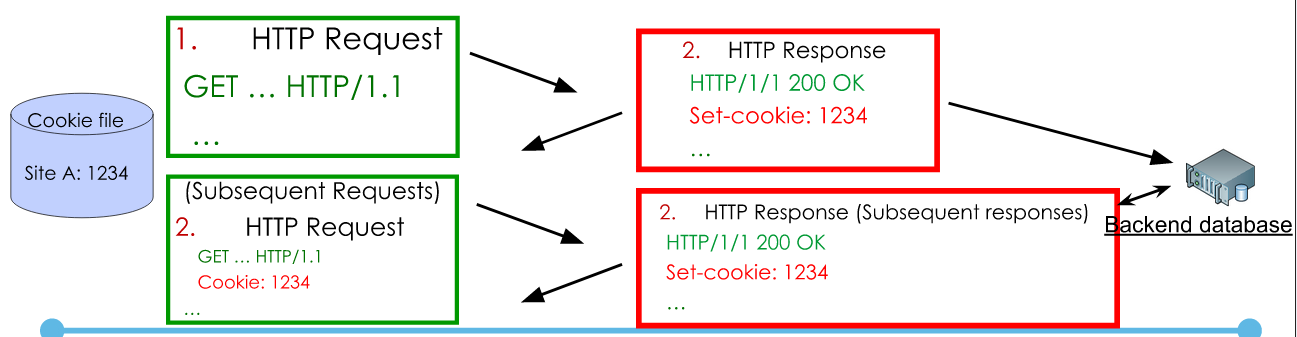 Cookie file
Site A: 1234
1. HTTP Request
GET ... HTTP/1.1
...
(Subsequent Requests)
2. HTTP Request
GET ... HTTP/1.1
Cookie: 1234
...
2. HTTP Response
HTTP/1/1 200 OK
Set-cookie: 1234
...
2. HTTP Response (Subsequent responses)
HTTP/1/1 200 OK
Set-cookie: 1234
...
Backend database